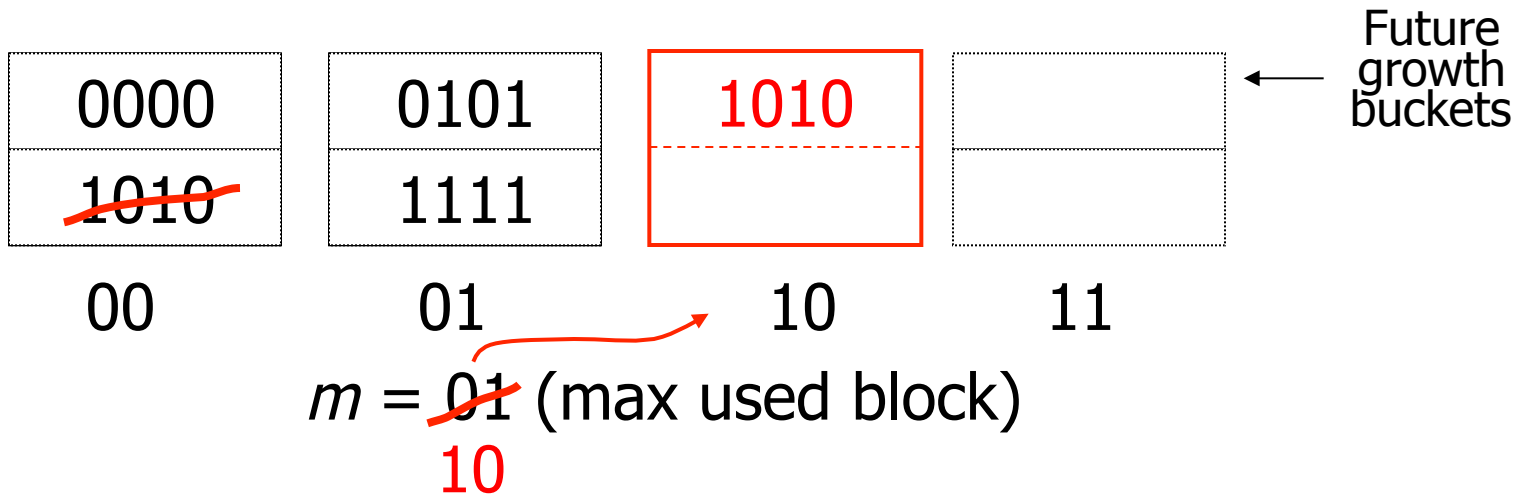 Future
growth
buckets
0000 0101 1010
1010 1111
00 01 10 11
m = 01 (max used block)
10